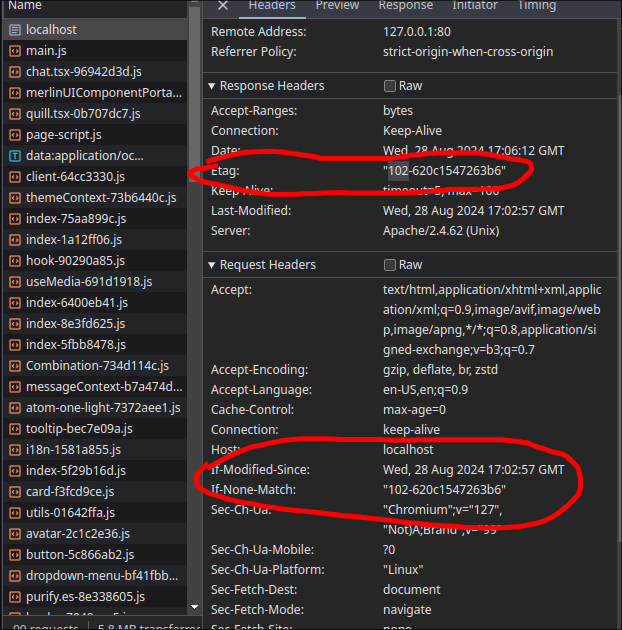 Name
Headers Preview Response Initiator Timing
localhost
main.js
chat.tsx-96942d3d.js
merlinUIComponentPorta...
quill.tsx-0b707dc7.js
page-script.js
data:application/oc...
client-64cc3330.js
themeContext-73b6440c.js
index-75aa899c.js
index-1a12ff06.js
hook-90290a85.js
useMedia-691d1918.js
index-6400eb41.js
index-8e3fd625.js
index-5fbb8478.js
Combination-734d114c.js
messageContext-b7a474d...
atom-one-light-7372aee1.js
tooltip-bec7e09a.js
i18n-1581a855.js
index-5f29b16d.js
card-f3fcd9ce.js
utils-01642ffa.js
avatar-2c1c2e36.js
button-5c866ab2.js
dropdown-menu-bf41fbb...
purify.es-8e338605.js
99 requests 5.8 MB transferre
Remote Address: 127.0.0.1:80
Referrer Policy: strict-origin-when-cross-origin
Response Headers Raw
Accept-Ranges: bytes
Connection: Keep-Alive
Date: Wed, 28 Aug 2024 17:06:12 GMT
Etag: "102-620c1547263b6"
Keep-Alive: timeout=5, max=100
Last-Modified: Wed, 28 Aug 2024 17:02:57 GMT
Server: Apache/2.4.62 (Unix)
Request Headers Raw
Accept: text/html,application/xhtml+xml,applic
ation/xml;q=0.9,image/avif,image/web
p,image/apng,*/*;q=0.8,application/si
gned-exchange;v=b3;q=0.7
Accept-Encoding: gzip, deflate, br, zstd
Accept-Language: en-US,en;q=0.9
Cache-Control: max-age=0
Connection: keep-alive
Host: localhost
If-Modified-Since: Wed, 28 Aug 2024 17:02:57 GMT
If-None-Match: "102-620c1547263b6"
Sec-Ch-Ua: "Chromium";v="127",
"Not)A;Brand";v="99"
Sec-Ch-Ua-Mobile: ?0
Sec-Ch-Ua-Platform: "Linux"
Sec-Fetch-Dest: document
Sec-Fetch-Mode: navigate
Sec-Fetch-Site: none